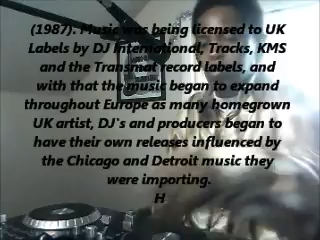 (1987). Music was being licensed to UK
Labels by DJ International, Tracks, KMS
and the Transmat record labels, and
with that the music began to expand
throughout Europe as many homegrown
UK artist, DJ`s and producers began to
have their own releases influenced by
the Chicago and Detroit music they
were importing.
H